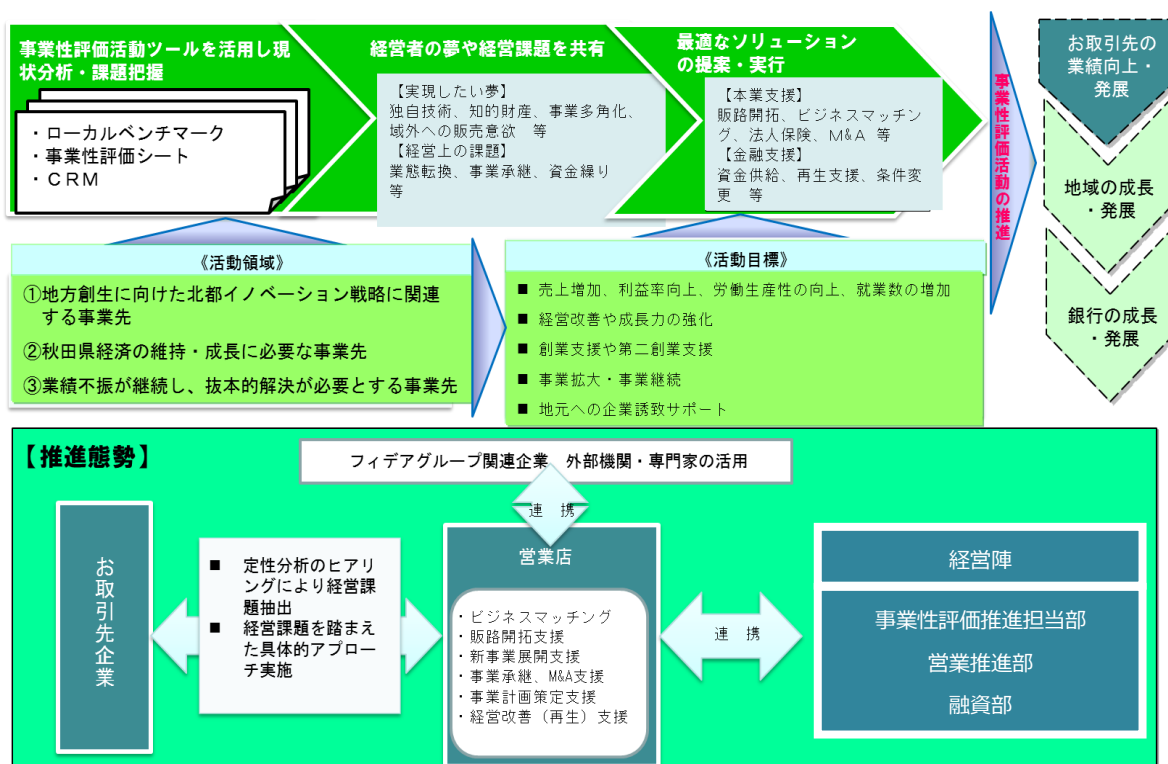 事業性評価活動ツールを活用し現
状分析・課題把握
・ローカルベンチマーク
・事業性評価シート
・ＣＲＭ
経営者の夢や経営課題を共有
【実現したい夢】
独自技術、知的財産、事業多角化、
域外への販売意欲　等
【経営上の課題】
業態転換、事業承継、資金繰り
等
最適なソリューション
の提案・実行
【本業支援】
販路開拓、ビジネスマッチン
グ、法人保険、M&A 等
【金融支援】
資金供給、再生支援、条件変
更　等
事業性評価活動の推進
お取引先の
業績向上・
発展
地域の成長
・発展
銀行の成長
・発展
《活動領域》
①地方創生に向けた北都イノベーション戦略に関連
する事業先
②秋田県経済の維持・成長に必要な事業先
③業績不振が継続し、抜本的解決が必要とする事業先
《活動目標》
■ 売上増加、利益率向上、労働生産性の向上、就業数の増加
■ 経営改善や成長力の強化
■ 創業支援や第二創業支援
■ 事業拡大・事業継続
■ 地元への企業誘致サポート
【推進態勢】
フィデアグループ関連企業　外部機関・専門家の活用
連　携
お取引先企業
■ 定性分析のヒアリ
ングにより経営課
題抽出
■ 経営課題を踏まえ
た具体的アプロー
チ実施
営業店
・ビジネスマッチング
・販路開拓支援
・新事業展開支援
・事業承継、M&A支援
・事業計画策定支援
・経営改善（再生）支援
連　携
経営陣
事業性評価推進担当部
営業推進部
融資部